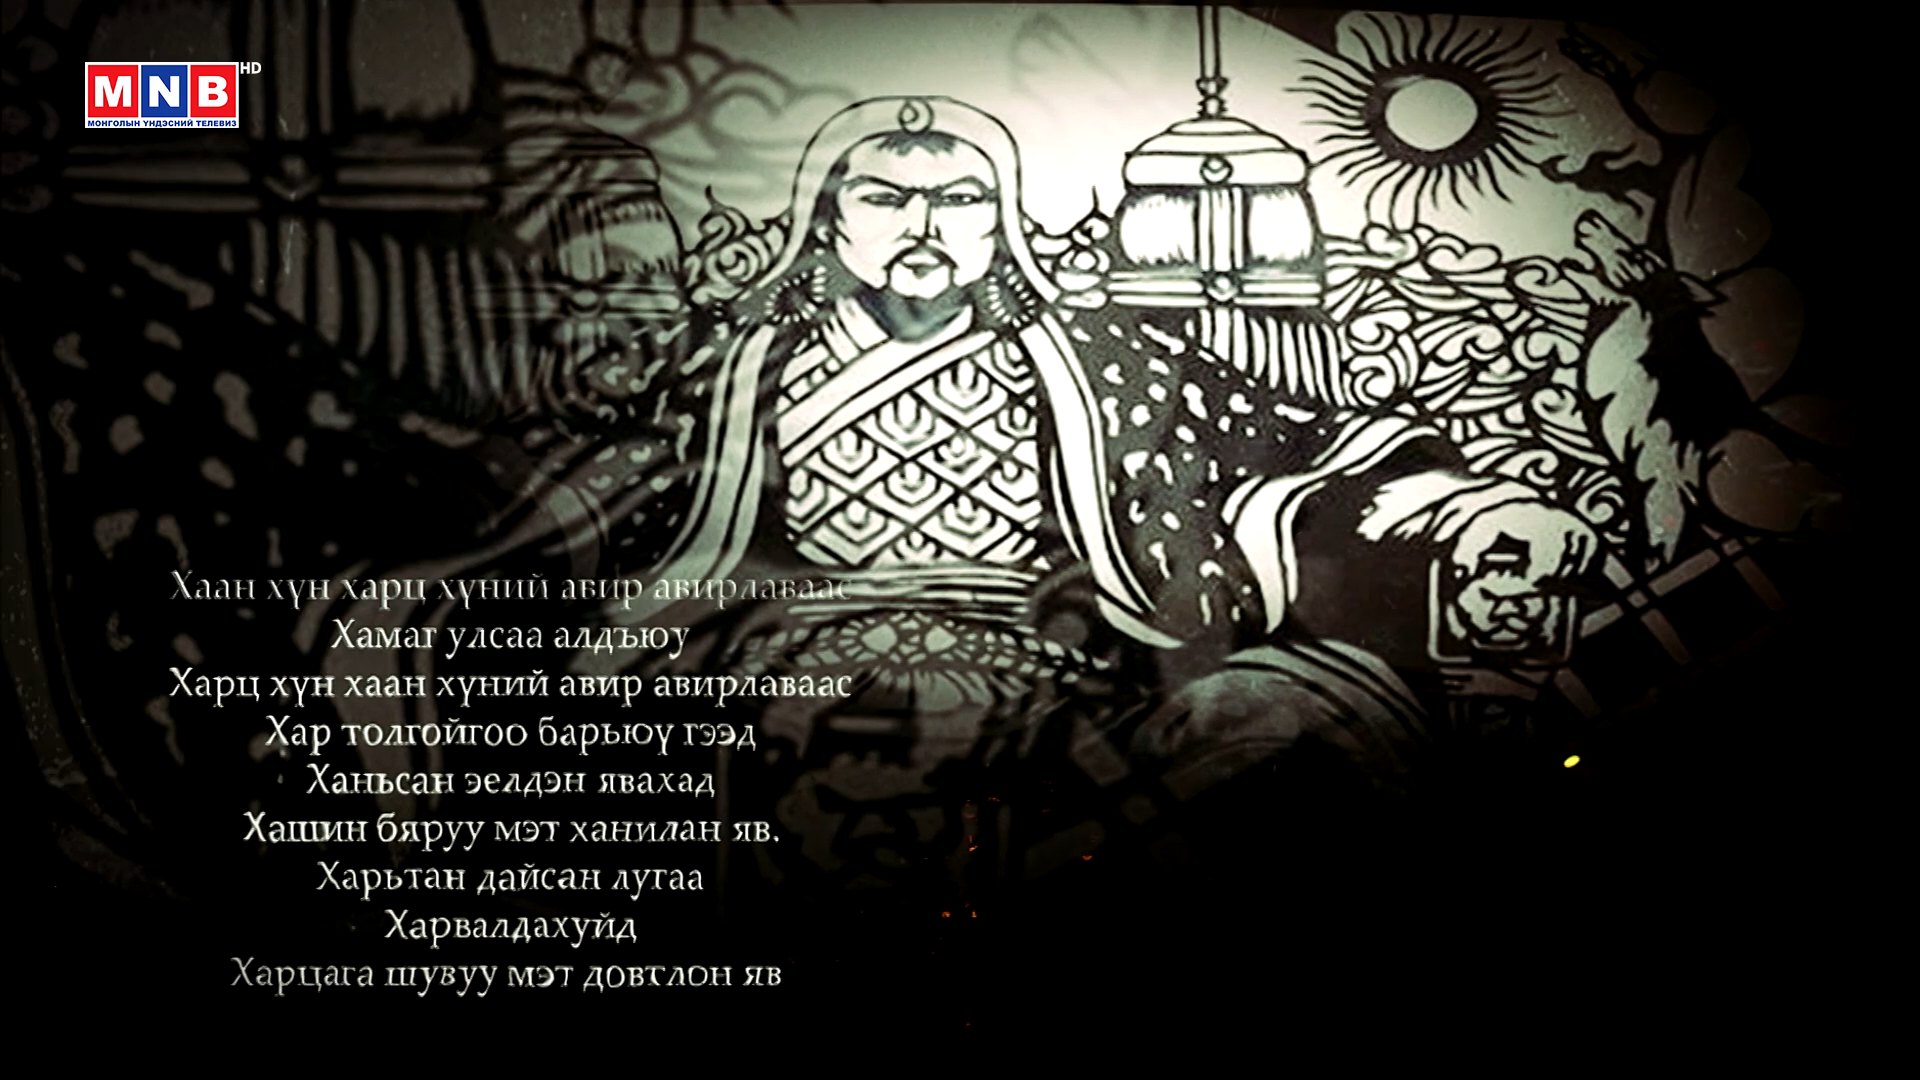 MNB HD
МОНГОЛЫН ҮНДЭСНИЙ ТЕЛЕВИЗ
Хаан хүн харц хүний авир авирлаваас
Хамаг улсаа алдъюу
Харц хүн хаан хүний авир авирлаваас
Хар толгойгоо барьюу гээд
Ханьсан эелдэн явахад
Хашин бяруу мэт ханилан яв.
Харьтан дайсан лугаа
Харвалдахуйд
Харцага шувуу мэт довтлон яв